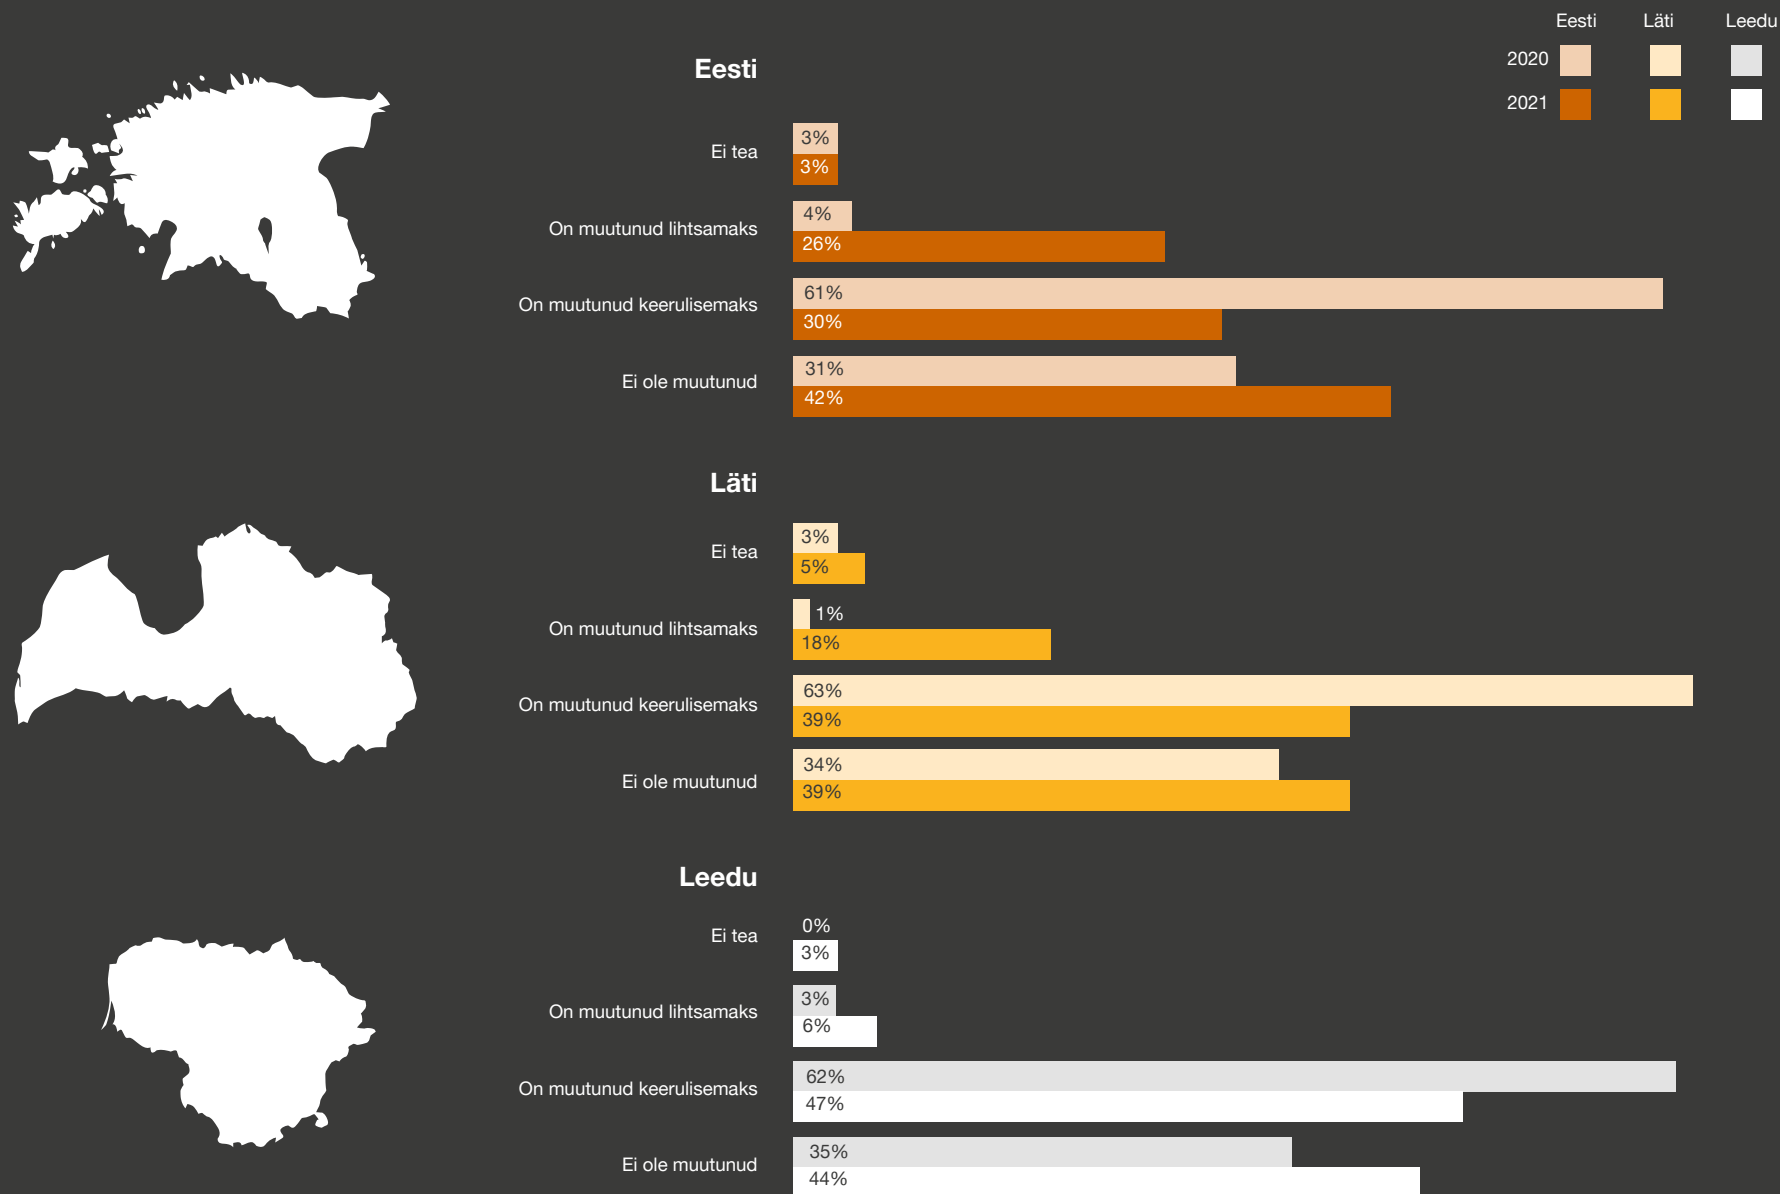 Eesti Läti Leedu
2020
2021
Eesti
Ei tea
3%
3%
On muutunud lihtsamaks
4%
26%
On muutunud keerulisemaks
61%
30%
Ei ole muutunud
31%
42%
Läti
Ei tea
3%
5%
On muutunud lihtsamaks
1%
18%
On muutunud keerulisemaks
63%
39%
Ei ole muutunud
34%
39%
Leedu
Ei tea
0%
3%
On muutunud lihtsamaks
3%
6%
On muutunud keerulisemaks
62%
47%
Ei ole muutunud
35%
44%